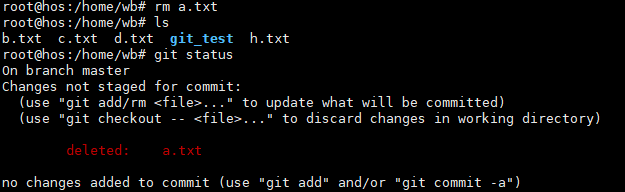 root@hos:/home/wb# rm a.txt
root@hos:/home/wb# ls
b.txt  c.txt  d.txt  git_test  h.txt
root@hos:/home/wb# git status
On branch master
Changes not staged for commit:
  (use "git add/rm <file>..." to update what will be committed)
  (use "git checkout -- <file>..." to discard changes in working directory)
        deleted:    a.txt
no changes added to commit (use "git add" and/or "git commit -a")